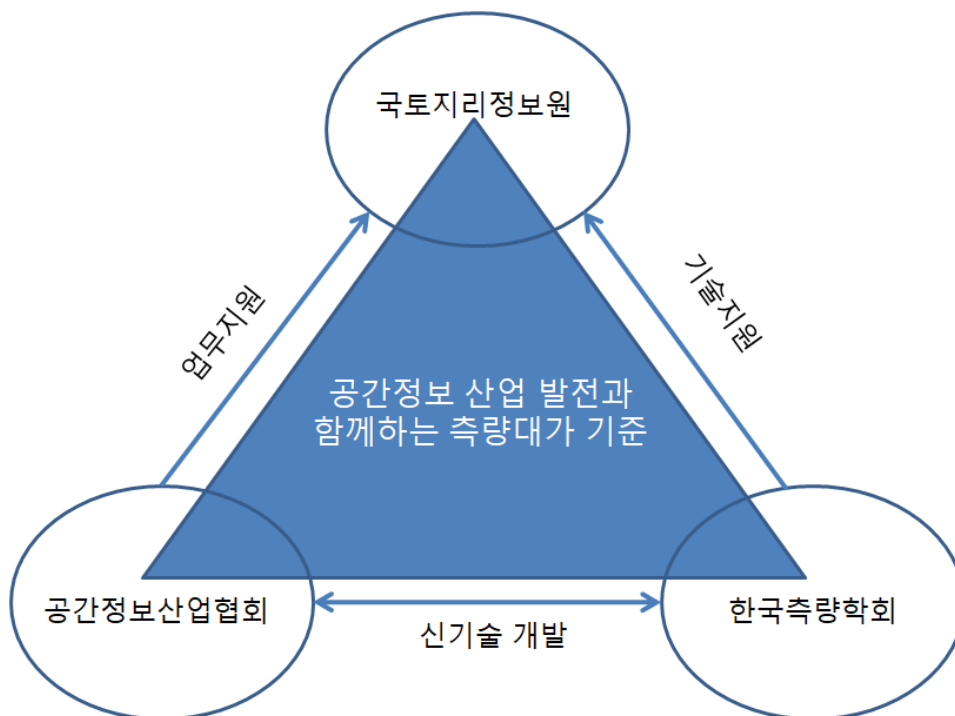 국토지리정보원
업무지원
기술지원
공간정보 산업 발전과
함께하는 측량대가 기준
공간정보산업협회
신기술 개발
한국측량학회